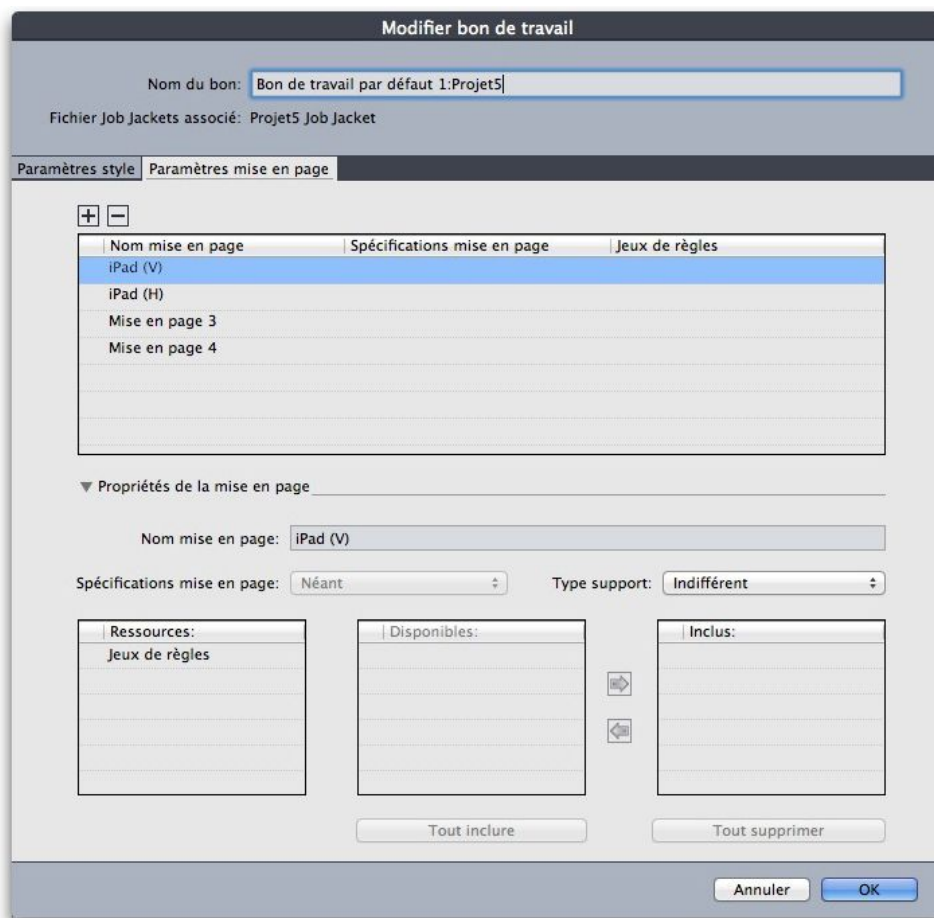 Modifier bon de travail
Nom du bon: Bon de travail par défaut 1:Projet5
Fichier Job Jackets associé: Projet5 Job Jacket
Paramètres style Paramètres mise en page
Nom mise en page Spécifications mise en page Jeux de règles
iPad (V)
iPad (H)
Mise en page 3
Mise en page 4
Propriétés de la mise en page
Nom mise en page: iPad (V)
Spécifications mise en page: Néant Type support: Indifférent
Ressources: Disponibles: Inclus:
Jeux de règles
Tout inclure Tout supprimer
Annuler OK